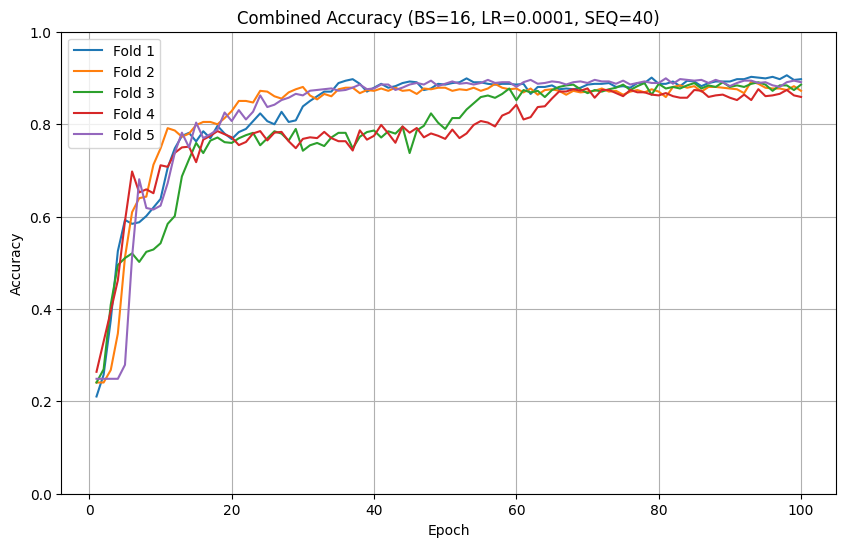 Combined Accuracy (BS=16, LR=0.0001, SEQ=40)
Fold 1
Fold 2
Fold 3
Fold 4
Fold 5
Accuracy
1.0
0.8
0.6
0.4
0.2
0.0
0
20
40
60
80
100
Epoch